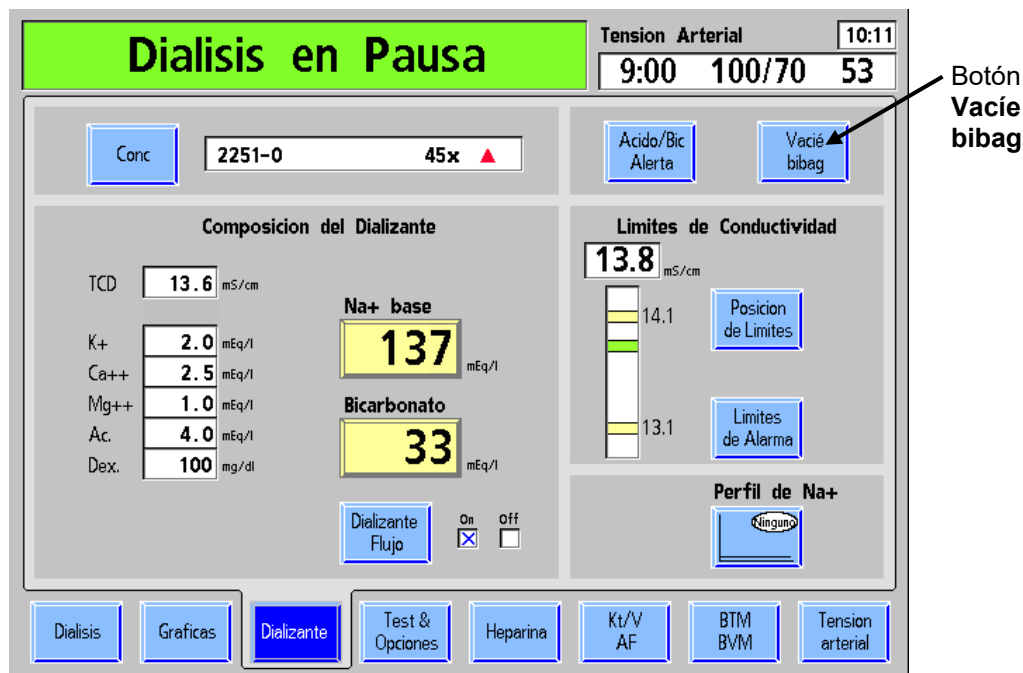 Dialisis en Pausa
Tension Arterial
10:11
9:00 100/70 53
Botón
Vacíe
bibag
Conc
2251-0 45x
Acido/Bic
Alerta
Vacié
bibag
Composicion del Dializante
TCD 13.6 mS/cm
K+ 2.0 mEq/l
Ca++ 2.5 mEq/l
Mg++ 1.0 mEq/l
Ac. 4.0 mEq/l
Dex. 100 mg/dl
Na+ base
137 mEq/l
Bicarbonato
33 mEq/l
Dializante
Flujo
On Off
Limites de Conductividad
13.8 mS/cm
14.1
13.1
Posicion
de Limites
Limites
de Alarma
Perfil de Na+
Ninguno
Dialisis
Graficas
Dializante
Test &
Opciones
Heparina
Kt/V
AF
BTM
BVM
Tension
arterial